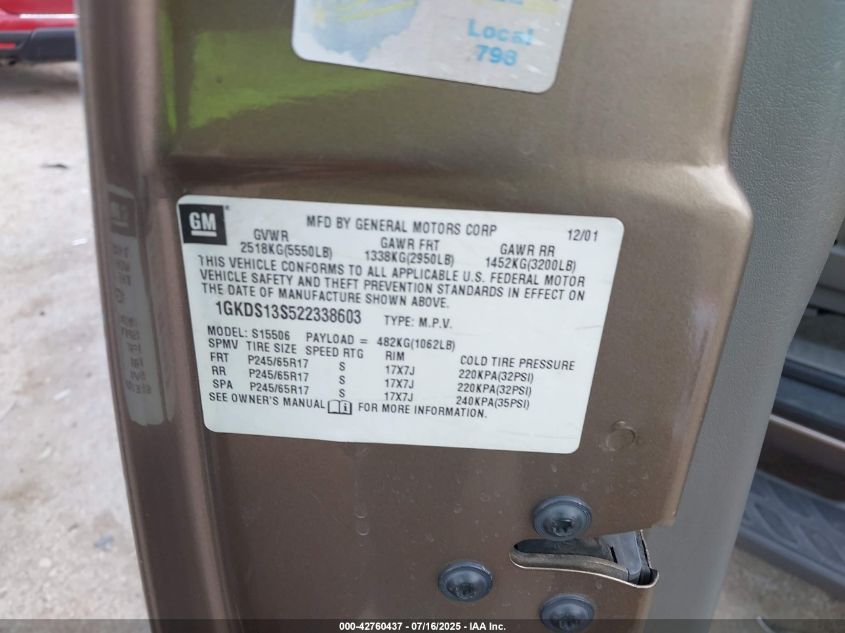 Local
798
GM
MFD BY GENERAL MOTORS CORP 12/01
GVWR GAWR FRT GAWR RR
2518KG(5550LB) 1338KG(2950LB) 1452KG(3200LB)
THIS VEHICLE CONFORMS TO ALL APPLICABLE U.S. FEDERAL MOTOR
VEHICLE SAFETY AND THEFT PREVENTION STANDARDS IN EFFECT ON
THE DATE OF MANUFACTURE SHOWN ABOVE.
1GKDS13S522338603 TYPE: M.P.V.
MODEL: S15506 PAYLOAD = 482KG(1062LB)
SPMV TIRE SIZE SPEED RTG RIM COLD TIRE PRESSURE
FRT P245/65R17 S 17X7J 220KPA(32PSI)
RR P245/65R17 S 17X7J 220KPA(32PSI)
SPA P245/65R17 S 17X7J 240KPA(35PSI)
SEE OWNER'S MANUAL FOR MORE INFORMATION.
000-42760437 - 07/16/2025 - IAA Inc.